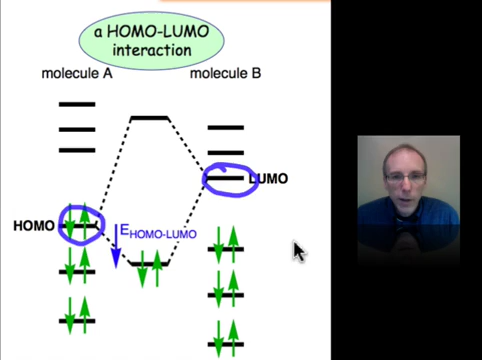 a HOMO-LUMO
interaction
molecule A
molecule B
LUMO
HOMO
EHOMO-LUMO